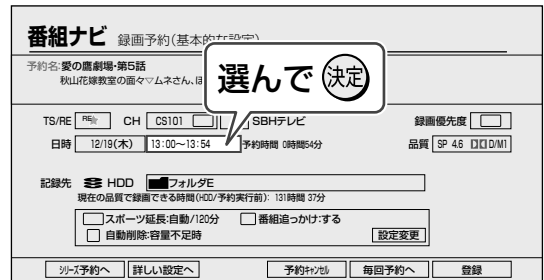 番組ナビ 録画予約(基本的な設定)
予約名:愛の鷹劇場・第5話
秋山花嫁教室の面々▽ムネさん、ほ
選んで 決定
TS/RE RE CH CS101 SBHテレビ 録画優先度
日時 12/19(木) 13:00~13:54 予約時間 0時間54分 品質 SP 4.6 D/M1
記録先 HDD フォルダE
現在の品質で録画できる時間(HDD/予約実行前): 131時間 37分
スポーツ延長:自動/120分 番組追っかけ:する
自動削除:容量不足時 設定変更
シリーズ予約へ 詳しい設定へ 予約キャンセル 毎回予約へ 登録